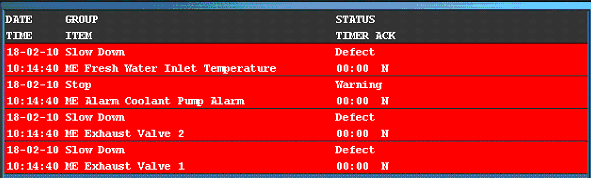 DATE GROUP STATUS
TIME ITEM TIMER ACK
18-02-10 Slow Down Defect
10:14:40 ME Fresh Water Inlet Temperature 00:00 N
18-02-10 Stop Warning
10:14:40 ME Alarm Coolant Pump Alarm 00:00 N
18-02-10 Slow Down Defect
10:14:40 ME Exhaust Valve 2 00:00 N
18-02-10 Slow Down Defect
10:14:40 ME Exhaust Valve 1 00:00 N